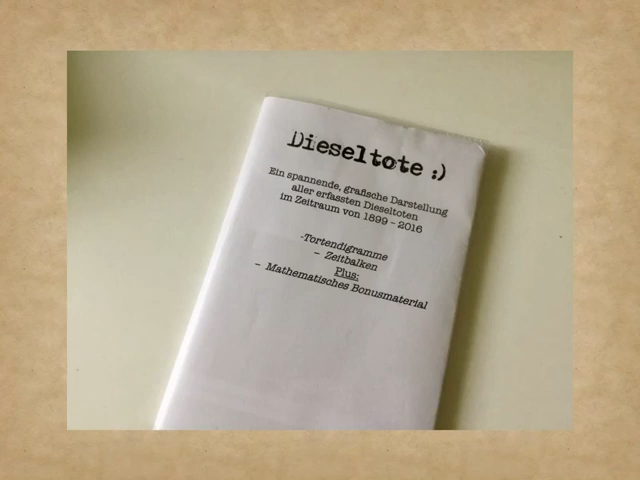 Dieseltote :)
Ein spannende, grafische Darstellung
aller erfassten Dieseltoten
im Zeitraum von 1899 - 2016
-Tortendigramme
- Zeitbalken
Plus:
- Mathematisches Bonusmaterial